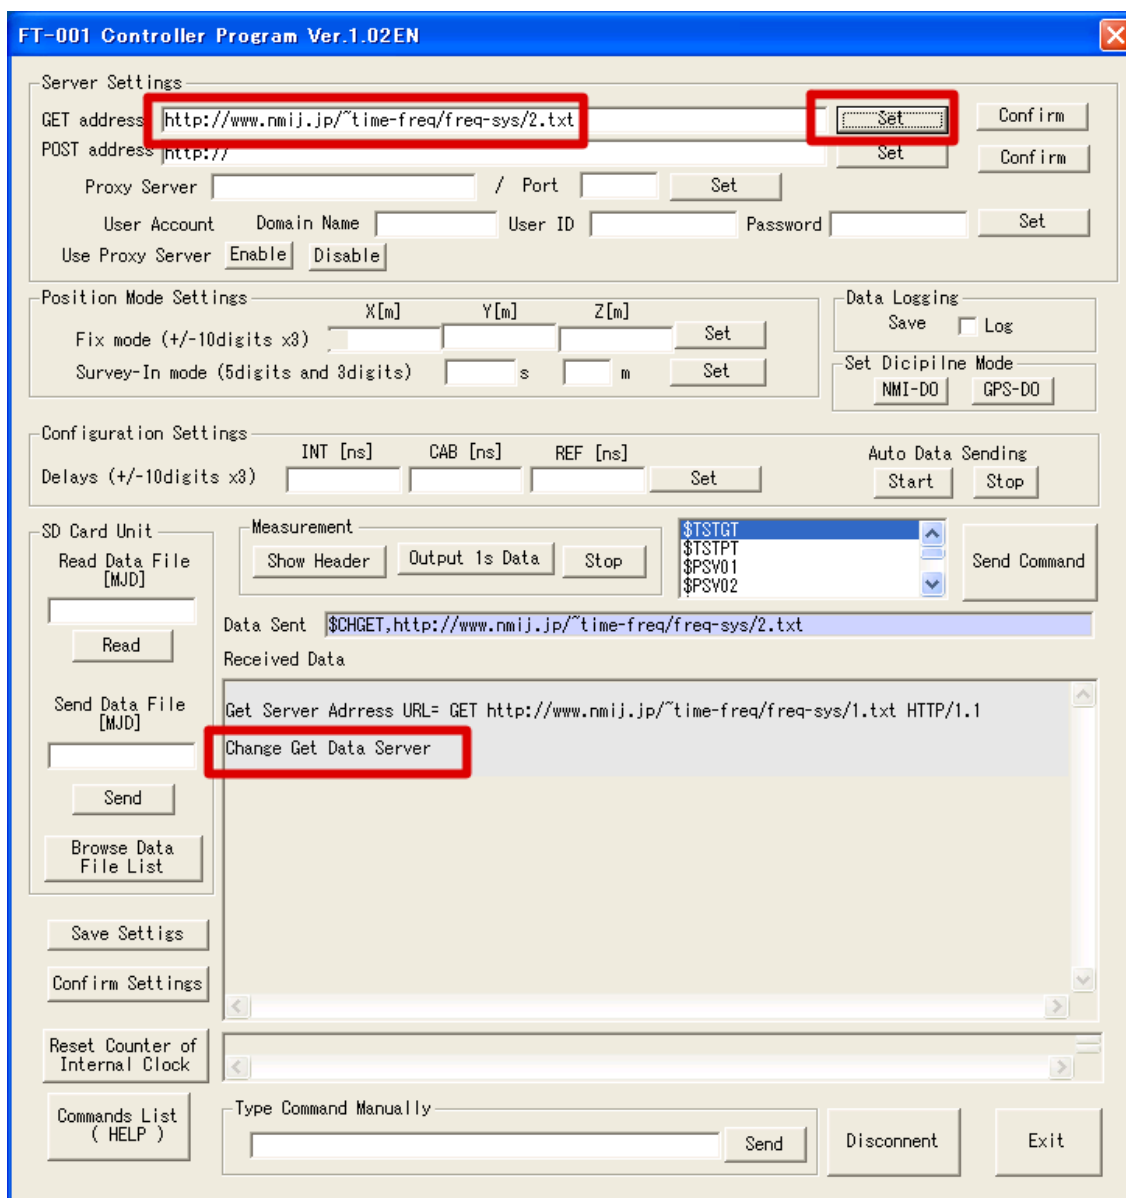 FT-001 Controller Program Ver.1.02EN
Server Settings
GET address http://www.nmij.jp/~time-freq/freq-sys/2.txt Set Confirm
POST address http:// Set Confirm
Proxy Server / Port Set
User Account Domain Name User ID Password Set
Use Proxy Server Enable Disable
Position Mode Settings
X[m] Y[m] Z[m]
Fix mode (+/-10digits x3) Set
Survey-In mode (5digits and 3digits) s m Set
Data Logging
Save Log
Set Dicipilne Mode
NMI-DO GPS-DO
Configuration Settings
INT [ns] CAB [ns] REF [ns]
Delays (+/-10digits x3) Set
Auto Data Sending
Start Stop
SD Card Unit
Read Data File
[MJD]
Read
Send Data File
[MJD]
Send
Browse Data
File List
Measurement
Show Header Output 1s Data Stop
$TSTGT
$TSTPT
$PSV01
$PSV02
Send Command
Data Sent $CHGET,http://www.nmij.jp/~time-freq/freq-sys/2.txt
Received Data
Get Server Adrress URL= GET http://www.nmij.jp/~time-freq/freq-sys/1.txt HTTP/1.1
Change Get Data Server
Save Settigs
Confirm Settings
Reset Counter of
Internal Clock
Commands List
( HELP )
Type Command Manually
Send
Disconnent
Exit